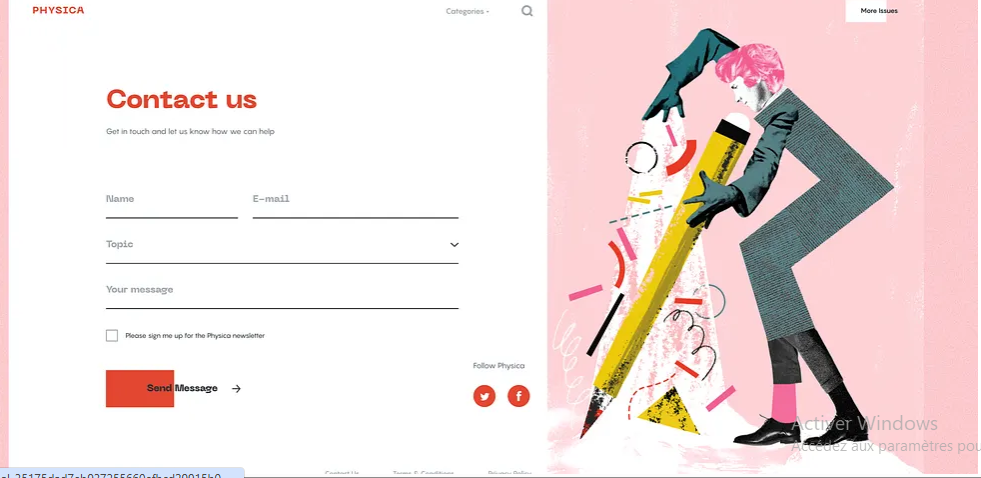 PHYSICA
Categories
More Issues
Contact us
Get in touch and let us know how we can help
Name
E-mail
Topic
Your message
Please sign me up for the Physica newsletter
Follow Physica
Send Message
Activer Windows
Accédez aux paramètres pou
Contact Us
Terms & Conditions
Privacy Policy